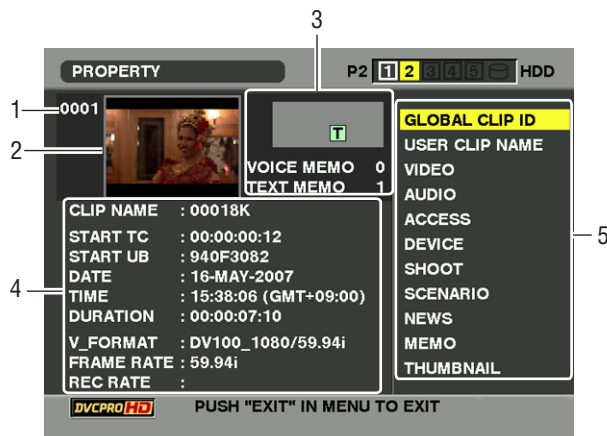 3
PROPERTY
P2 1 2 3 4 5 HDD
1
0001
2
T
VOICE MEMO 0
TEXT MEMO 1
4
CLIP NAME : 00018K
START TC : 00:00:00:12
START UB : 940F3082
DATE : 16-MAY-2007
TIME : 15:38:06 (GMT+09:00)
DURATION : 00:00:07:10
V_FORMAT : DV100_1080/59.94i
FRAME RATE : 59.94i
REC RATE :
GLOBAL CLIP ID
USER CLIP NAME
VIDEO
AUDIO
ACCESS
DEVICE
SHOOT
SCENARIO
NEWS
MEMO
THUMBNAIL
5
DVCPRO HD
PUSH "EXIT" IN MENU TO EXIT